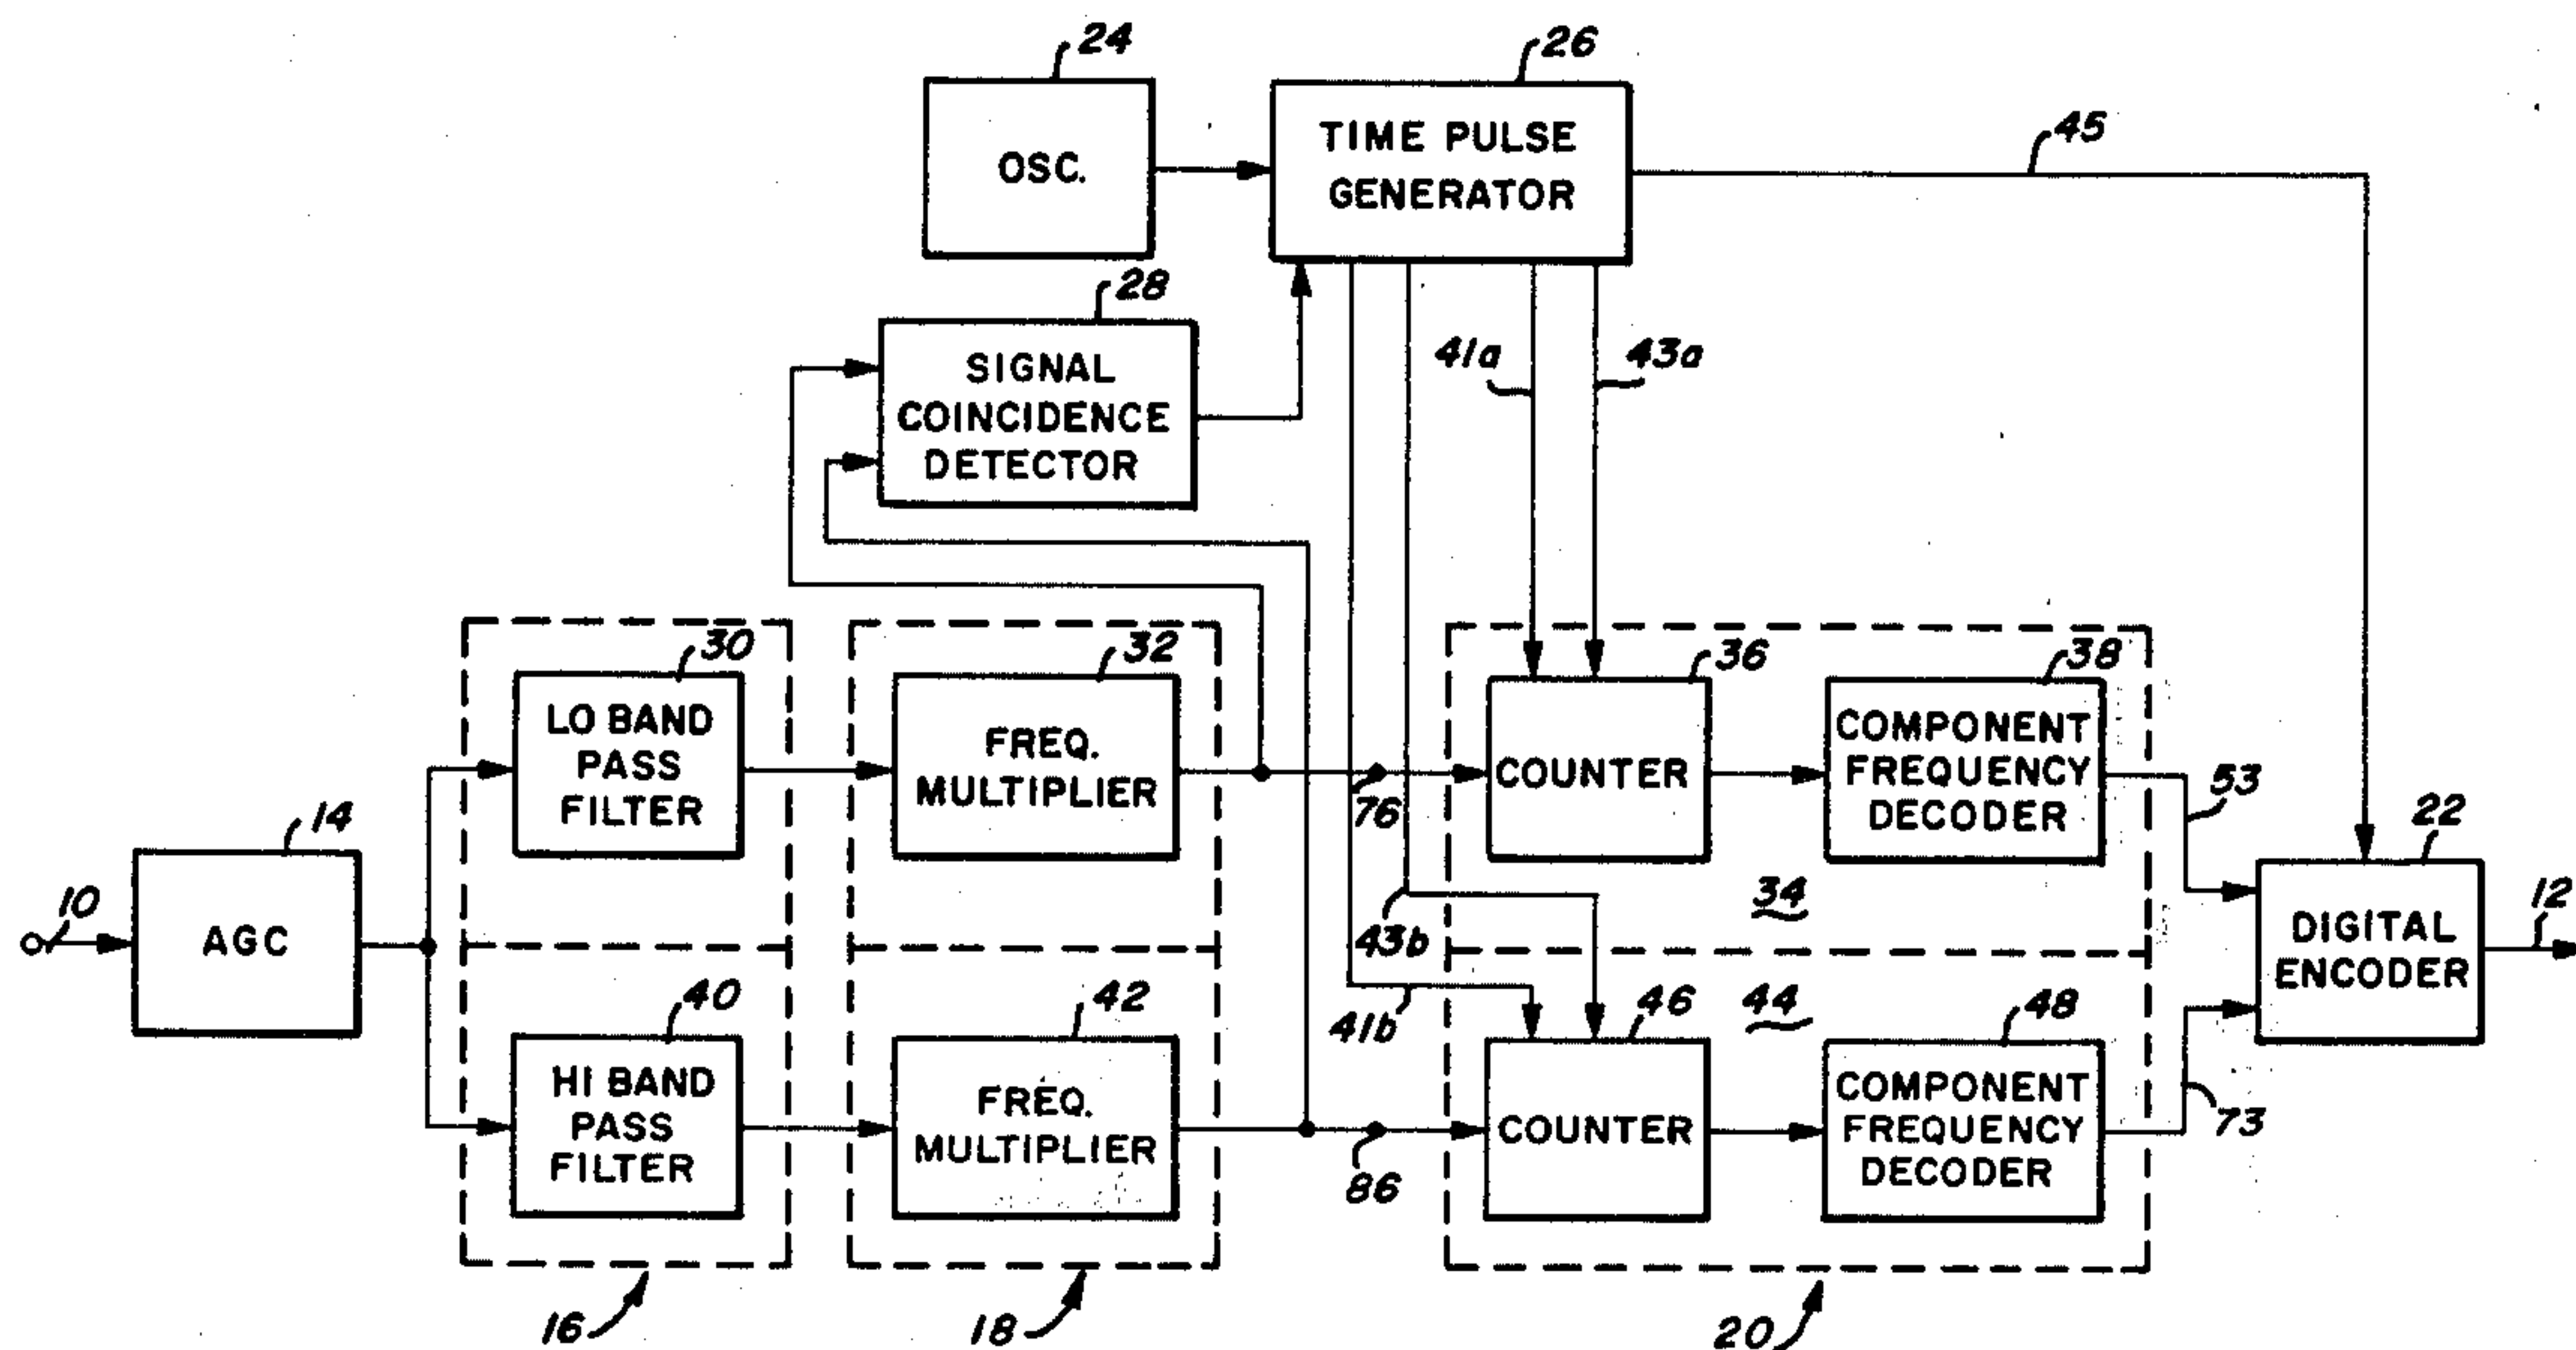 24
26
OSC.
TIME PULSE
GENERATOR
45
28
SIGNAL
COINCIDENCE
DETECTOR
41a
43a
30
LO BAND
PASS
FILTER
32
FREQ.
MULTIPLIER
76
36
COUNTER
38
COMPONENT
FREQUENCY
DECODER
53
14
AGC
10
34
43b
41b
22
DIGITAL
ENCODER
12
40
HI BAND
PASS
FILTER
42
FREQ.
MULTIPLIER
86
46
COUNTER
44
48
COMPONENT
FREQUENCY
DECODER
73
16
18
20